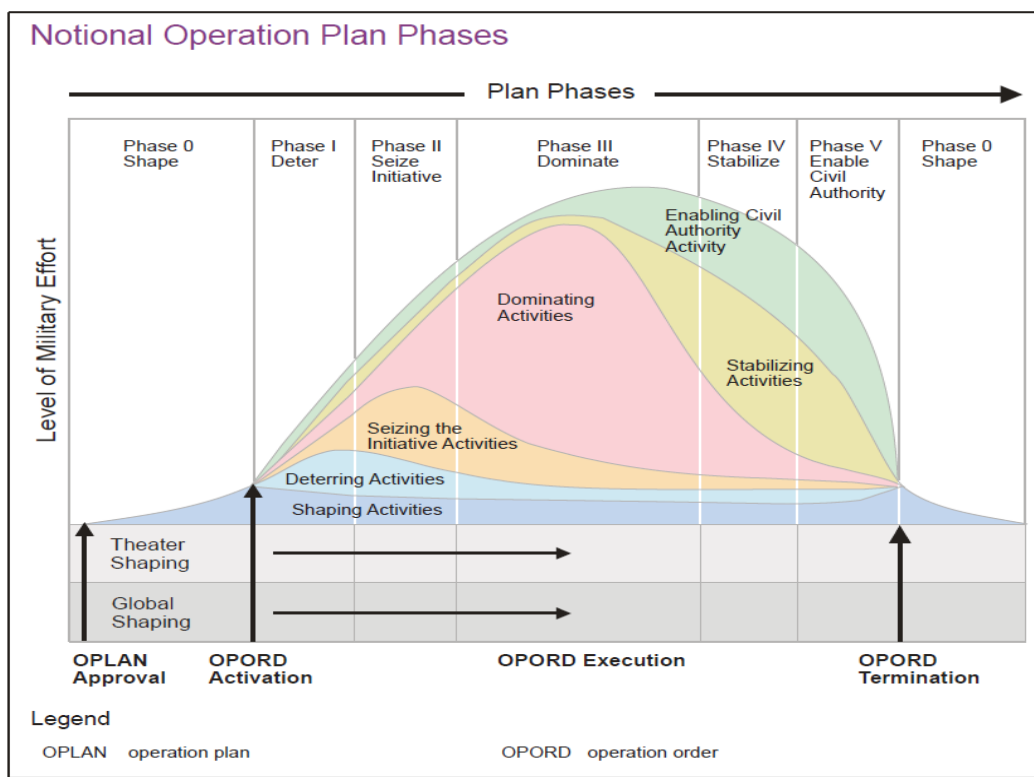 Notional Operation Plan Phases
Plan Phases
Phase 0
Shape
Phase I
Deter
Phase II
Seize
Initiative
Phase III
Dominate
Phase IV
Stabilize
Phase V
Enable
Civil
Authority
Phase 0
Shape
Level of Military Effort
Enabling Civil
Authority
Activity
Dominating
Activities
Stabilizing
Activities
Seizing the
Initiative Activities
Deterring Activities
Shaping Activities
Theater
Shaping
Global
Shaping
OPLAN
Approval
OPORD
Activation
OPORD Execution
OPORD
Termination
Legend
OPLAN operation plan
OPORD operation order